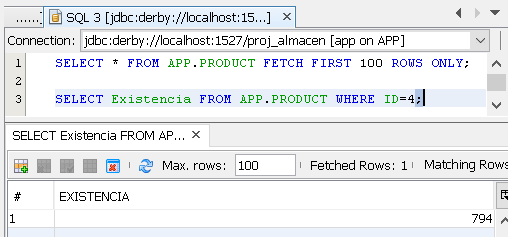 ......] SQL 3 [jdbc:derby://localhost:15...]
Connection: jdbc:derby://localhost:1527/proj_almacen [app on APP]
1 SELECT * FROM APP.PRODUCT FETCH FIRST 100 ROWS ONLY;
2
3 SELECT Existencia FROM APP.PRODUCT WHERE ID=4;
SELECT Existencia FROM AP...
Max. rows: 100 Fetched Rows: 1 Matching Rows
# EXISTENCIA
1 794